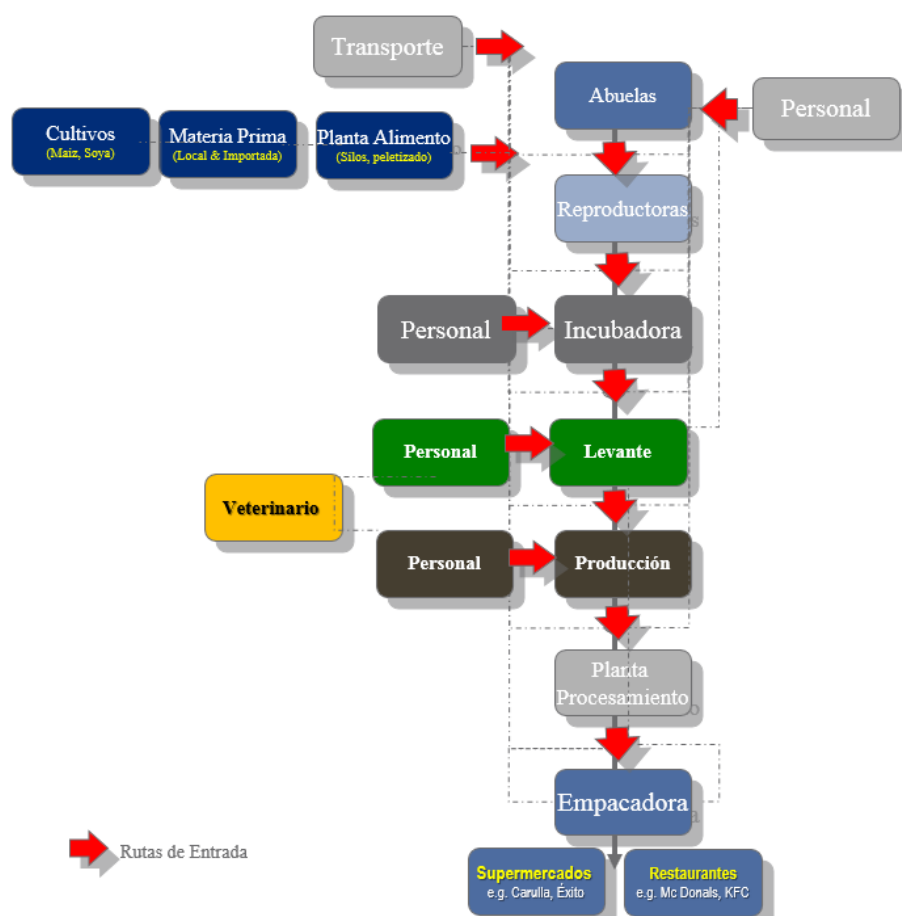 Transporte
Abuelas
Personal
Cultivos
(Maiz, Soya)
Materia Prima
(Local & Importada)
Planta Alimento
(Silos, peletizado)
Reproductoras
Personal
Incubadora
Personal
Levante
Veterinario
Personal
Producción
Planta
Procesamiento
Empacadora
Rutas de Entrada
Supermercados
e.g. Carulla, Éxito
Restaurantes
e.g. Mc Donals, KFC